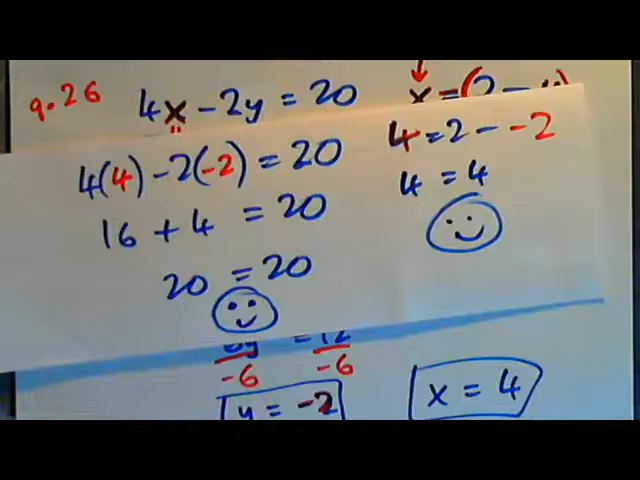 9.26
4x - 2y = 20
x = (2 - y)
4(4) - 2(-2) = 20
4 = 2 - -2
16 + 4 = 20
4 = 4
20 = 20
-6 -6
y = -2
x = 4